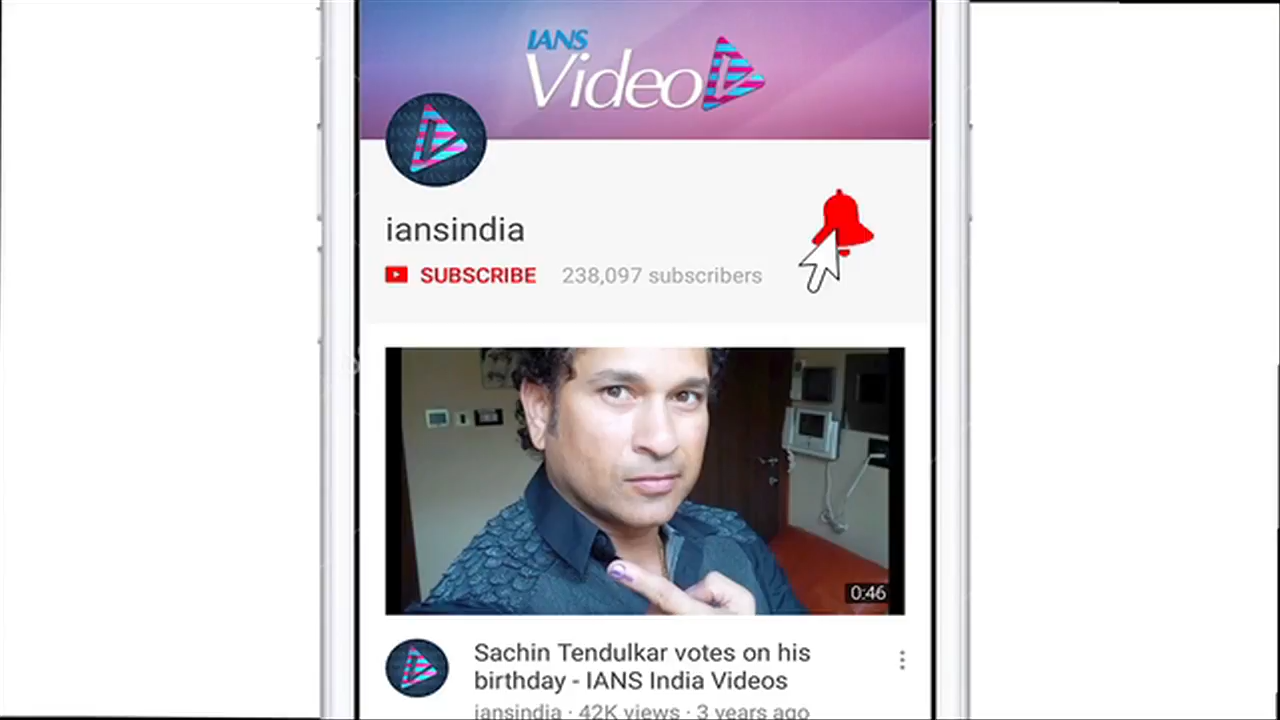 IANS
Video
iansindia
SUBSCRIBE 238,097 subscribers
0:46
Sachin Tendulkar votes on his
birthday - IANS India Videos
iansindia · 42K views · 3 years ago